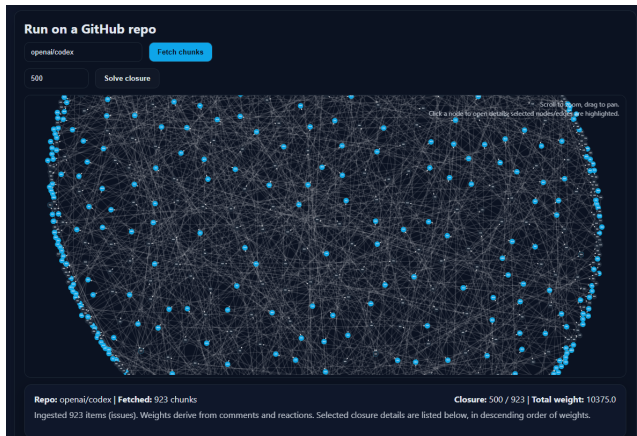 Run on a GitHub repo
openai/codex Fetch chunks
500 Solve closure
Scroll to zoom, drag to pan.
Click a node to open details; selected nodes/edges are highlighted.
Repo: openai/codex | Fetched: 923 chunks Closure: 500 / 923 | Total weight: 10375.0
Ingested 923 items (issues). Weights derive from comments and reactions. Selected closure details are listed below, in descending order of weights.